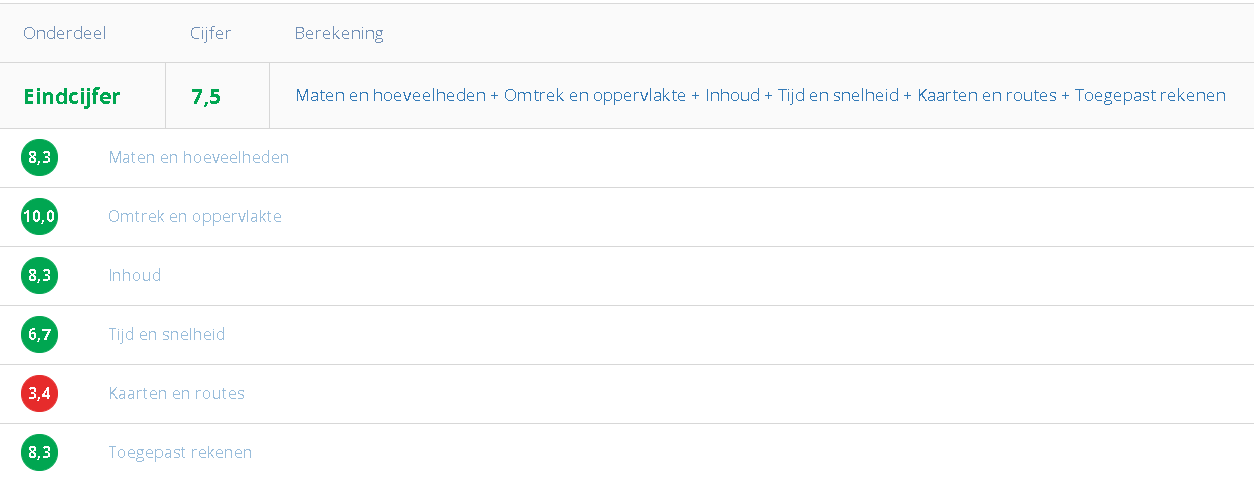 Onderdeel Cijfer Berekening
Eindcijfer 7,5 Maten en hoeveelheden + Omtrek en oppervlakte + Inhoud + Tijd en snelheid + Kaarten en routes + Toegepast rekenen
8,3 Maten en hoeveelheden
10,0 Omtrek en oppervlakte
8,3 Inhoud
6,7 Tijd en snelheid
3,4 Kaarten en routes
8,3 Toegepast rekenen